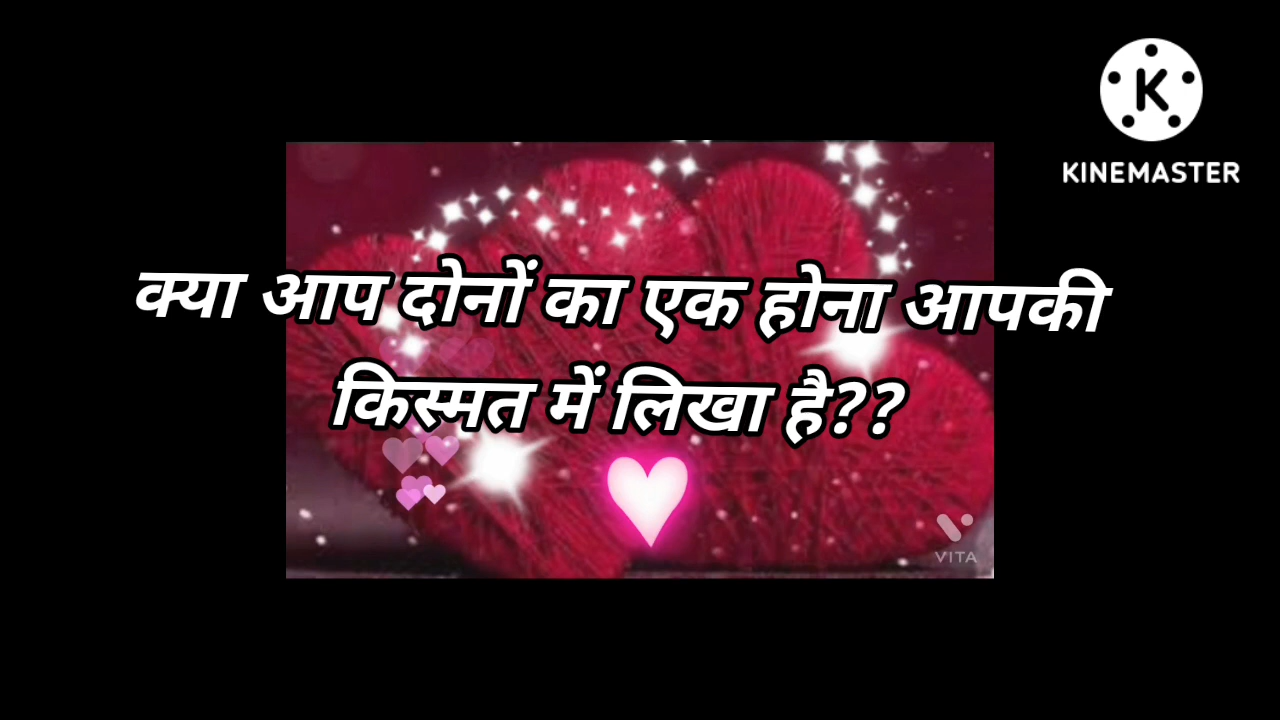 KINEMASTER
क्या आप दोनों का एक होना आपकी
किस्मत में लिखा है??
VITA